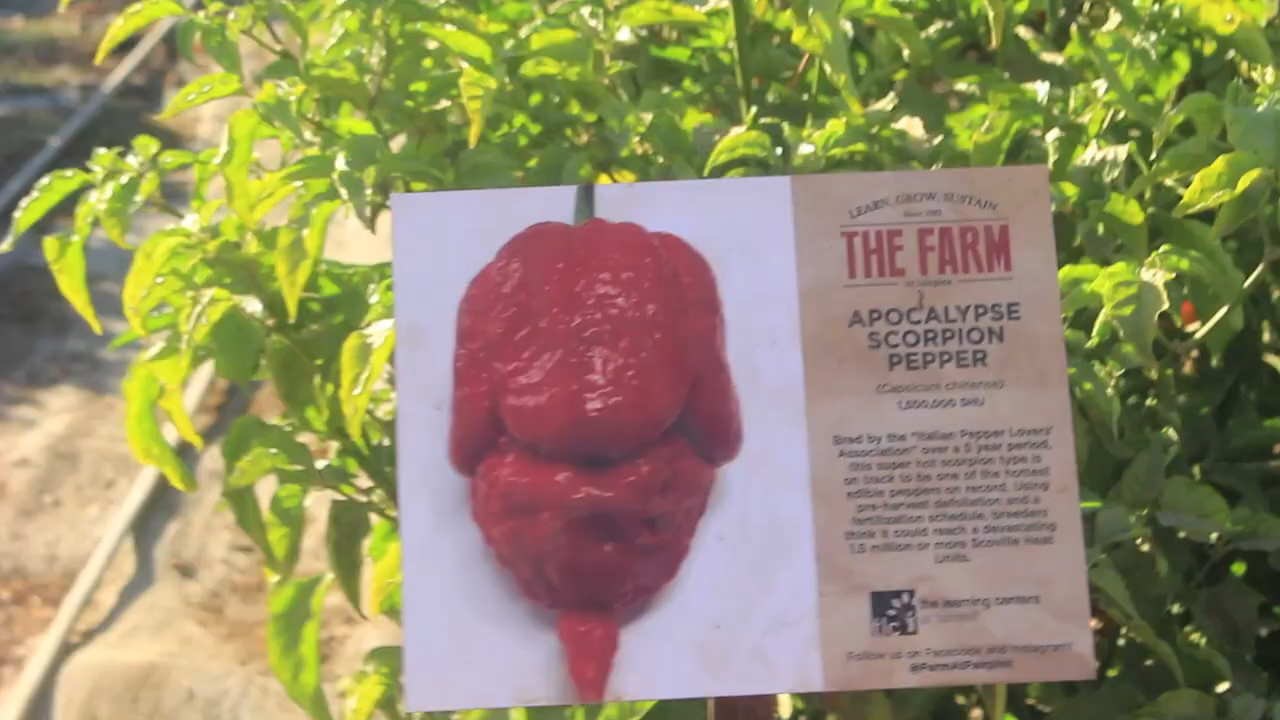 LEARN, GROW, SUSTAIN
THE FARM
APOCALYPSE
SCORPION
PEPPER
(Capsicum chinense)
SHU
Bred by the "Italian Pepper Lovers'
Association" over a 5 year period,
this super hot scorpion type is
on track to be one of the hottest
edible peppers on record. Using
pre-harvest defoliation and a
fertilization schedule, breeders
think it could reach a devastating
1.5 million or more Scoville Heat
Units.
the learning centers
Follow us on Facebook and Instagram!
@FarmAtFairplex